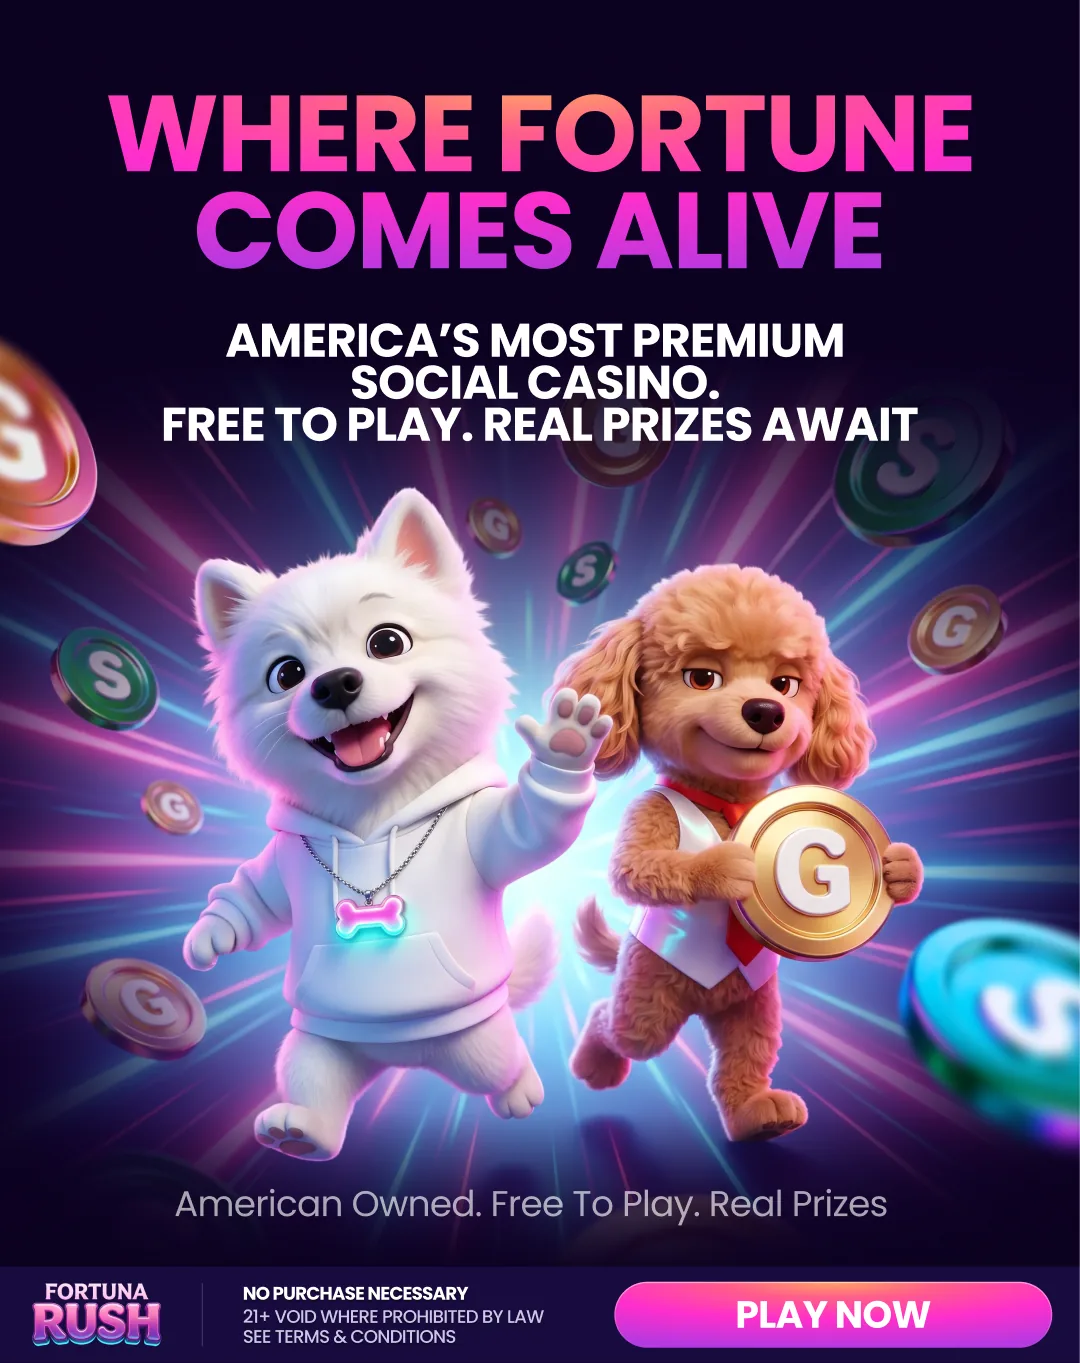 WHERE FORTUNE
COMES ALIVE
AMERICA'S MOST PREMIUM
SOCIAL CASINO.
FREE TO PLAY. REAL PRIZES AWAIT
G
G
S
G
S
G
S
G
G
G
S
American Owned. Free To Play. Real Prizes
FORTUNA
RUSH
NO PURCHASE NECESSARY
21+ VOID WHERE PROHIBITED BY LAW
SEE TERMS & CONDITIONS
PLAY NOW